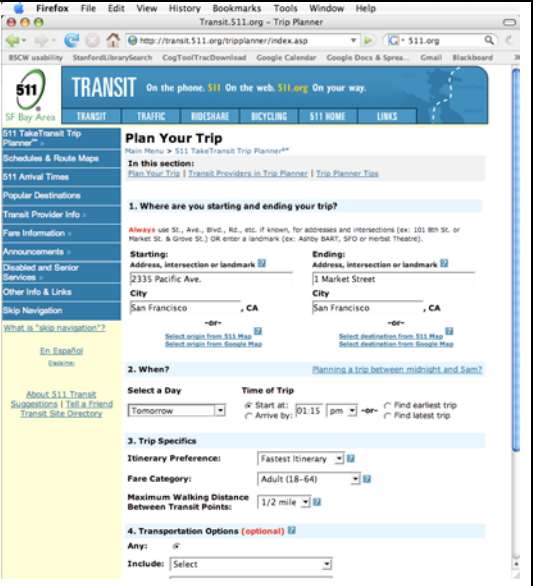 Firefox File Edit View History Bookmarks Tools Window Help
Transit.511.org – Trip Planner
http://transit.511.org/tripplanner/index.asp
511.org
BSCW usability StanfordLibrarySearch CogToolTracDownload Google Calendar Google Docs & Sprea... Gmail Blackboard
511
SF Bay Area
TRANSIT On the phone. 511 On the web. 511.org On your way.
TRANSIT TRAFFIC RIDESHARE BICYCLING 511 HOME LINKS
511 TakeTransit Trip
Planner℠ »
Schedules & Route Maps
511 Arrival Times
Popular Destinations
Transit Provider Info »
Fare Information »
Announcements »
Disabled and Senior
Services »
Other Info & Links
Skip Navigation
What is "skip navigation"?
En Español
Disclaimer
About 511 Transit
Suggestions | Tell a Friend
Transit Site Directory
Plan Your Trip
Main Menu > 511 TakeTransit Trip Planner℠
In this section:
Plan Your Trip | Transit Providers in Trip Planner | Trip Planner Tips
1. Where are you starting and ending your trip?
Always use St., Ave., Blvd., Rd., etc. if known, for addresses and intersections (ex: 101 8th St. or
Market St. & Grove St.) OR enter a landmark (ex: Ashby BART, SFO or Herbst Theatre).
Starting: Ending:
Address, intersection or landmark ? Address, intersection or landmark ?
2335 Pacific Ave. 1 Market Street
City City
San Francisco , CA San Francisco , CA
-or- -or-
Select origin from 511 Map ? Select destination from 511 Map ?
Select origin from Google Map Select destination from Google Map
2. When? Planning a trip between midnight and 5am?
Select a Day Time of Trip
Tomorrow Start at: 01:15 pm -or- Find earliest trip
Arrive by: Find latest trip
3. Trip Specifics
Itinerary Preference: Fastest Itinerary ?
Fare Category: Adult (18–64) ?
Maximum Walking Distance
Between Transit Points: 1/2 mile ?
4. Transportation Options (optional) ?
Any:
Include: Select